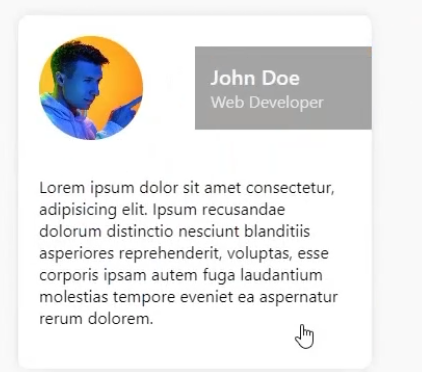 John Doe
Web Developer
Lorem ipsum dolor sit amet consectetur,
adipisicing elit. Ipsum recusandae
dolorum distinctio nesciunt blanditiis
asperiores reprehenderit, voluptas, esse
corporis ipsam autem fuga laudantium
molestias tempore eveniet ea aspernatur
rerum dolorem.